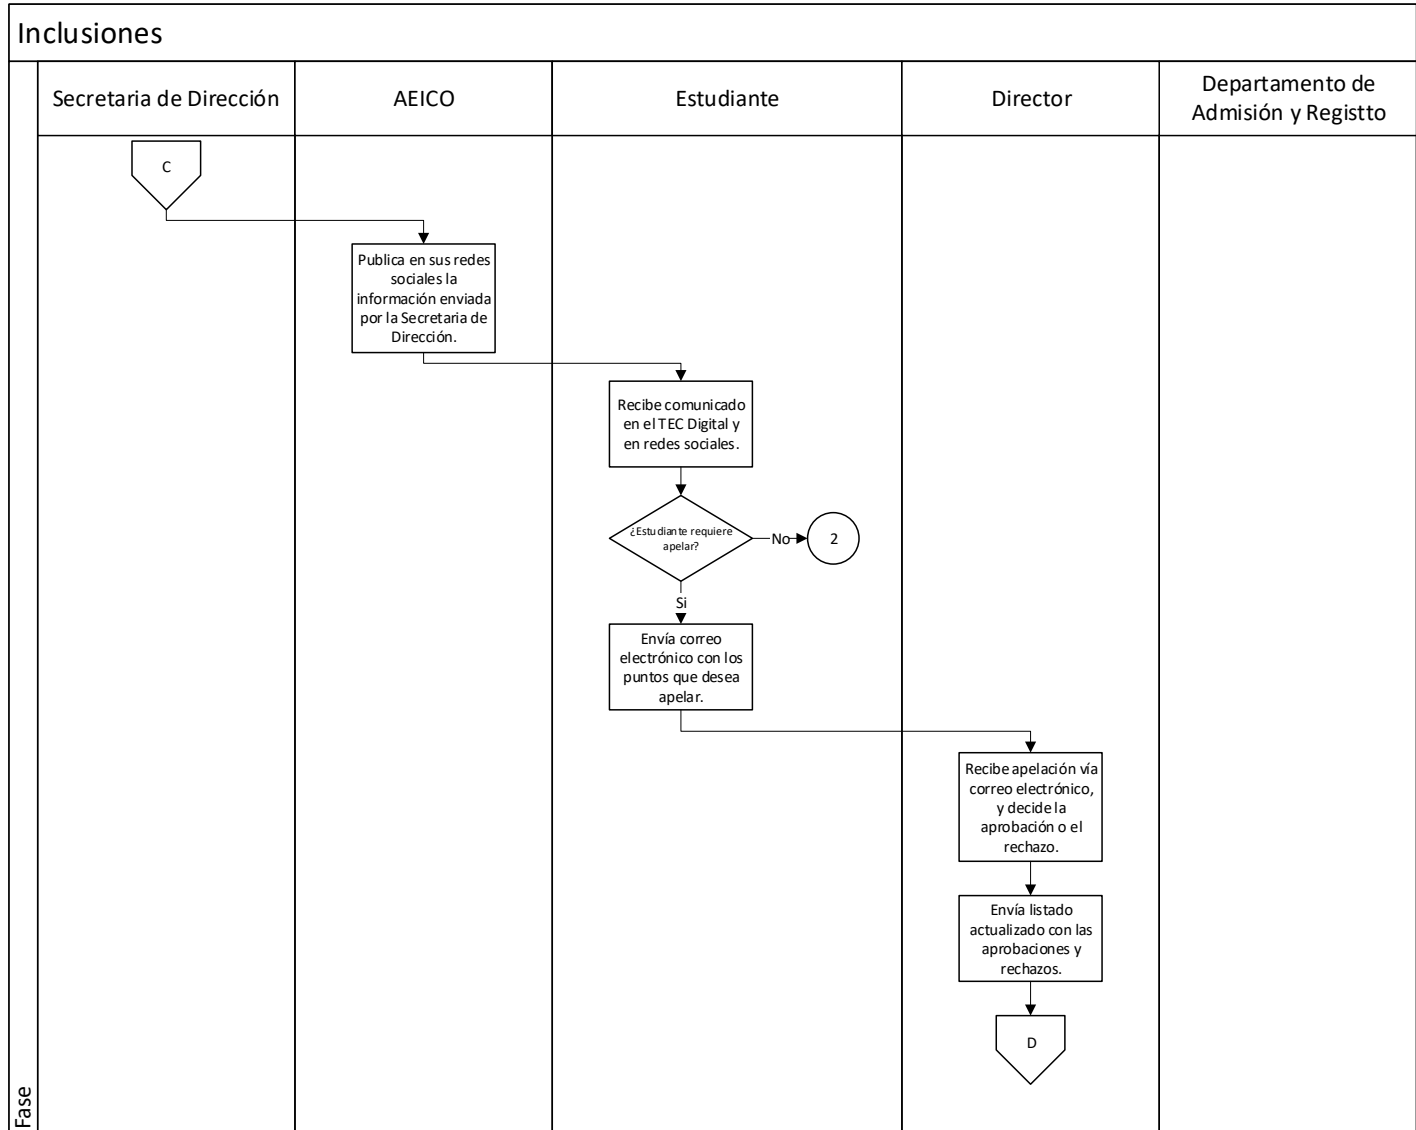 Inclusiones
Secretaria de Dirección
AEICO
Estudiante
Director
Departamento de
Admisión y Registto
C
Publica en sus redes
sociales la
información enviada
por la Secretaria de
Dirección.
Recibe comunicado
en el TEC Digital y
en redes sociales.
¿Estudiante requiere
apelar?
No
2
Si
Envía correo
electrónico con los
puntos que desea
apelar.
Recibe apelación vía
correo electrónico,
y decide la
aprobación o el
rechazo.
Envía listado
actualizado con las
aprobaciones y
rechazos.
D
Fase